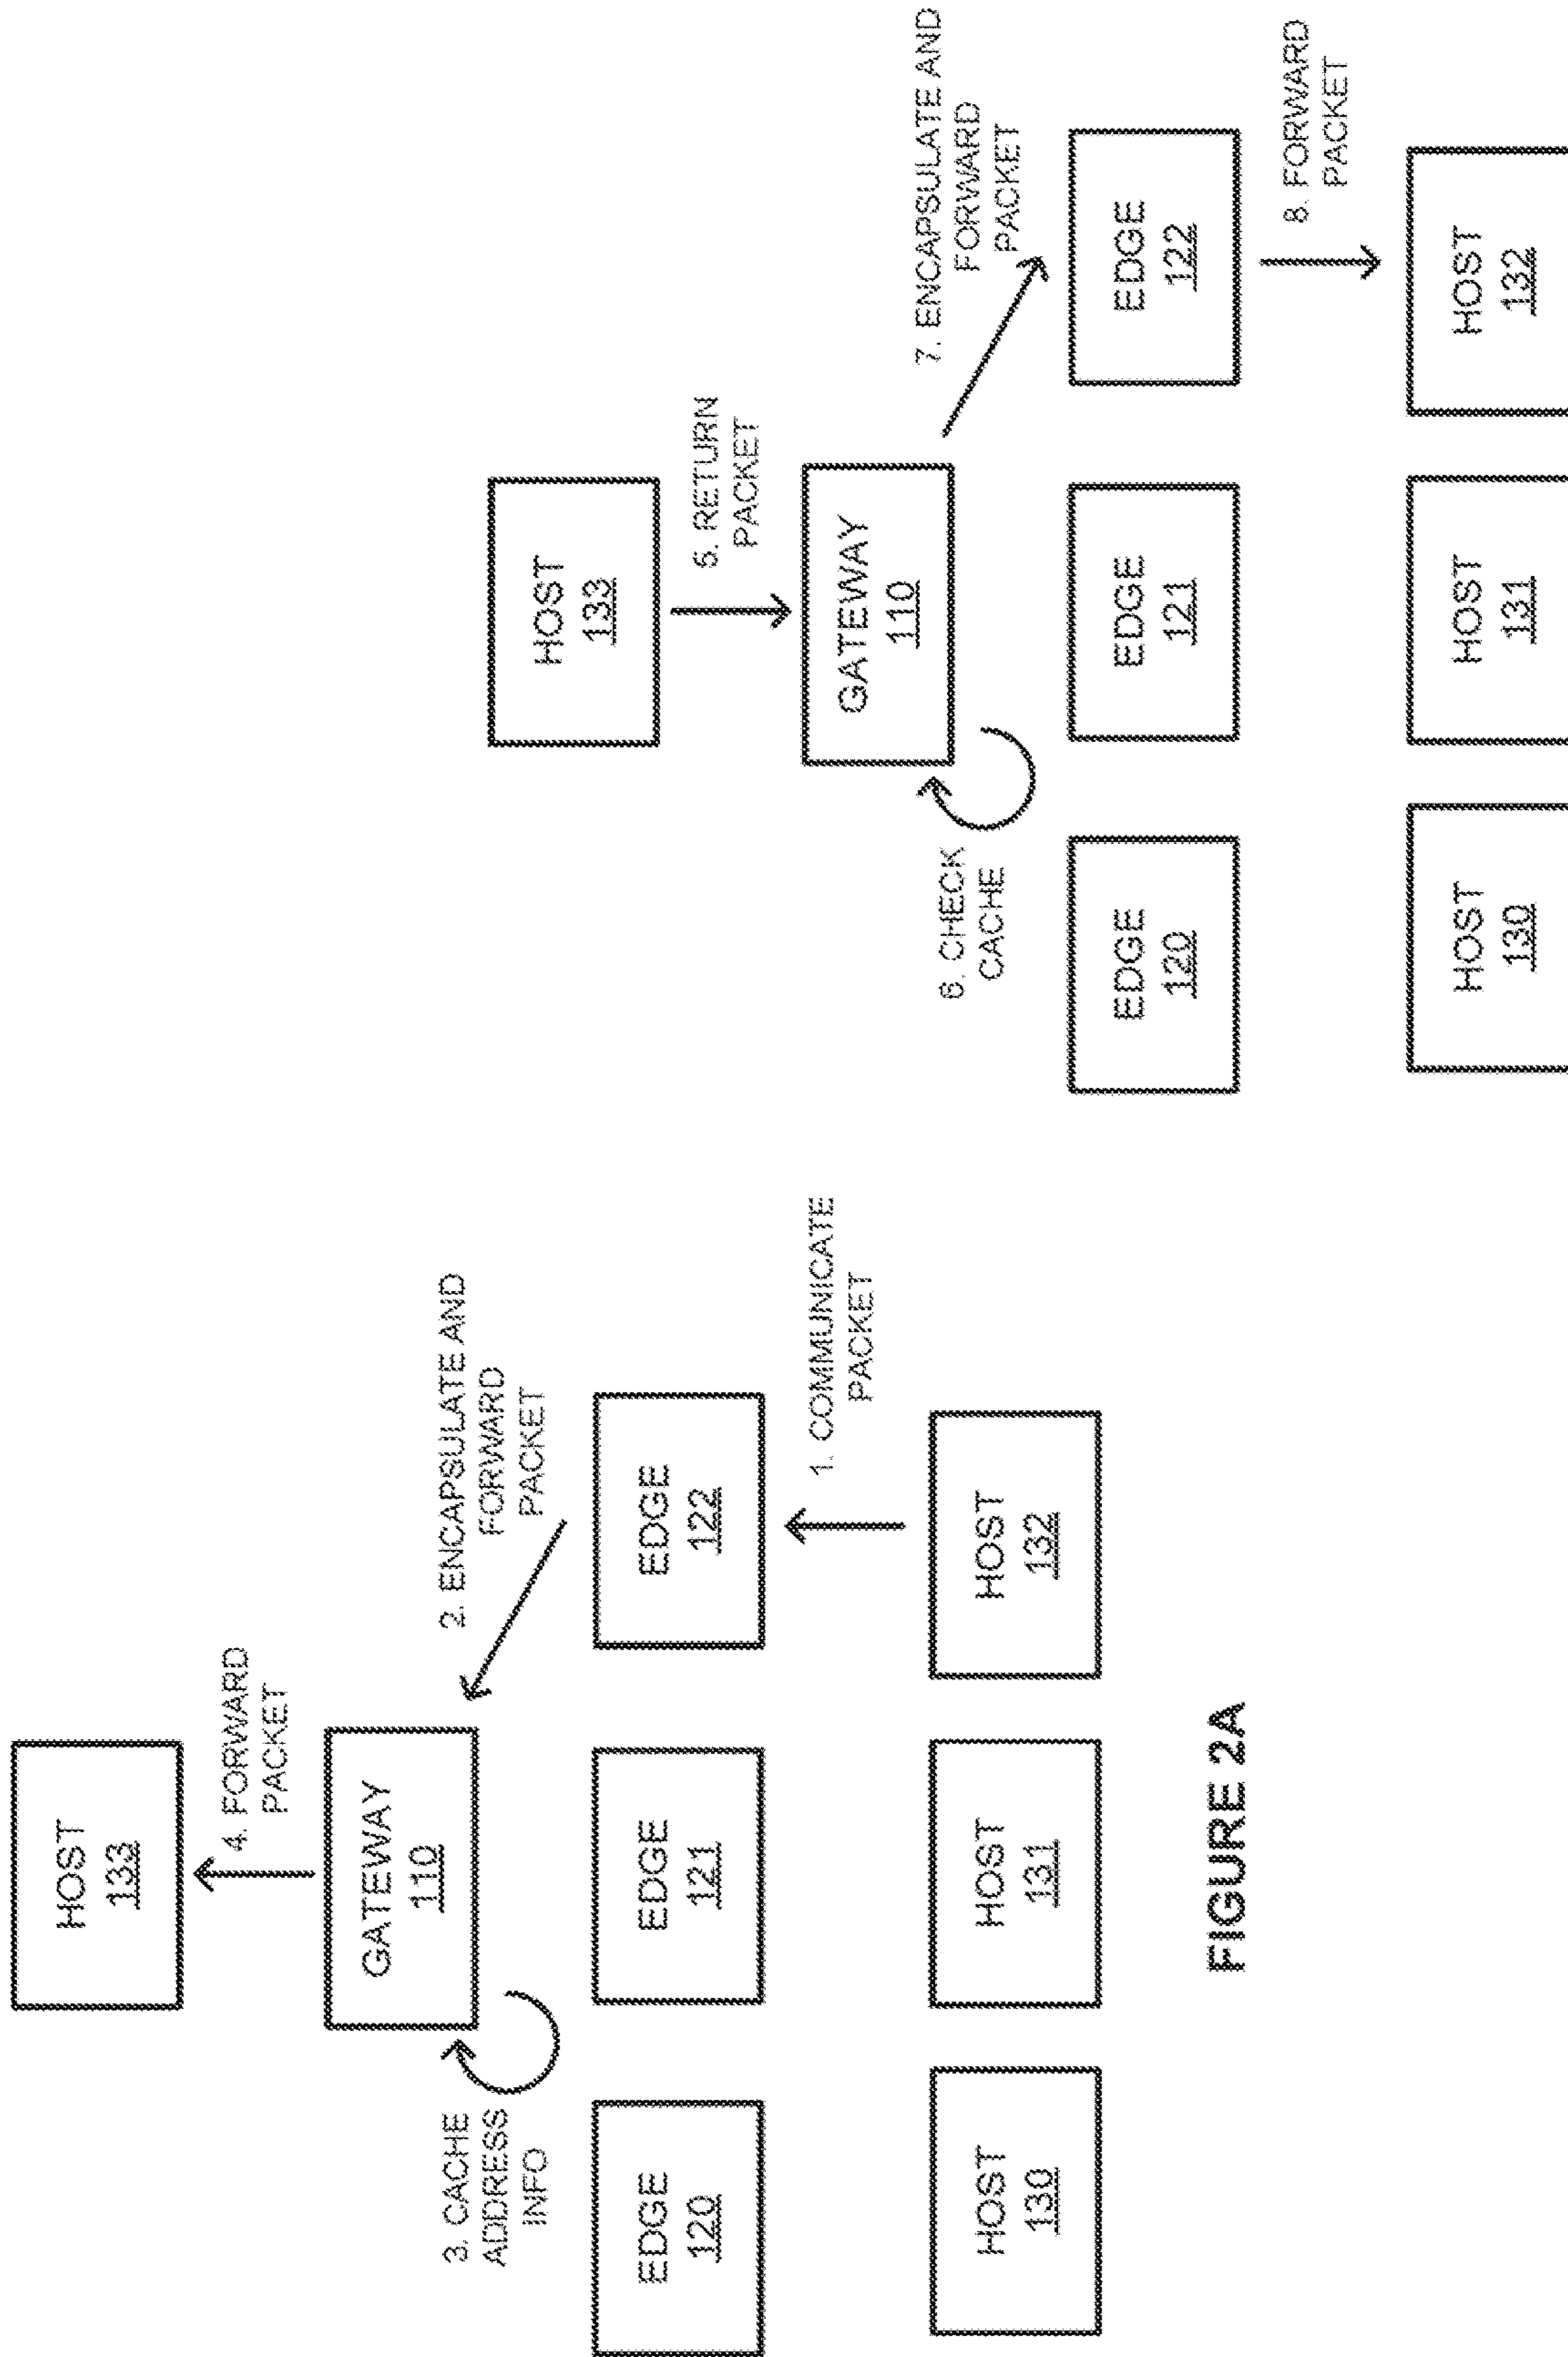 HOST
133
4. FORWARD
PACKET
GATEWAY
110
2. ENCAPSULATE AND
FORWARD
PACKET
3. CACHE
ADDRESS
INFO
EDGE
120
EDGE
121
EDGE
122
1. COMMUNICATE
PACKET
HOST
130
HOST
131
HOST
132
FIGURE 2A
HOST
133
5. RETURN
PACKET
GATEWAY
110
7. ENCAPSULATE AND
FORWARD
PACKET
6. CHECK
CACHE
EDGE
120
EDGE
121
EDGE
122
8. FORWARD
PACKET
HOST
130
HOST
131
HOST
132